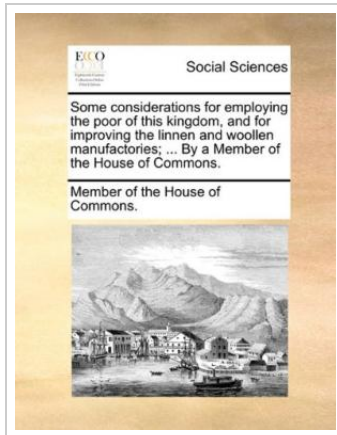 ECCO
Social Sciences
Some considerations for employing
the poor of this kingdom, and for
improving the linnen and woollen
manufactories; ... By a Member of
the House of Commons.
Member of the House of
Commons.